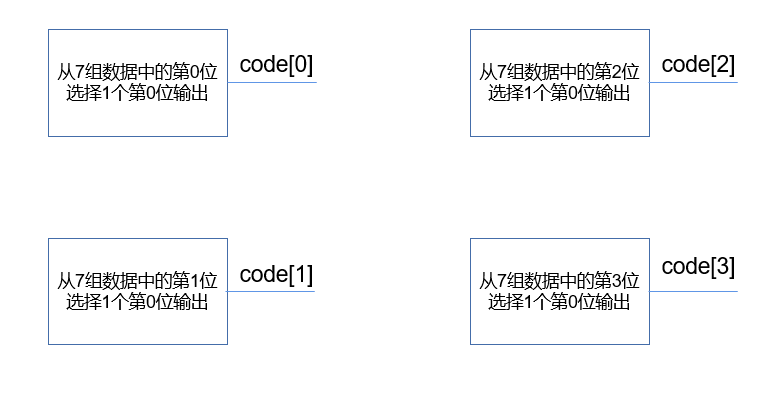 从7组数据中的第0位
选择1个第0位输出
code[0]
从7组数据中的第2位
选择1个第0位输出
code[2]
从7组数据中的第1位
选择1个第0位输出
code[1]
从7组数据中的第3位
选择1个第0位输出
code[3]